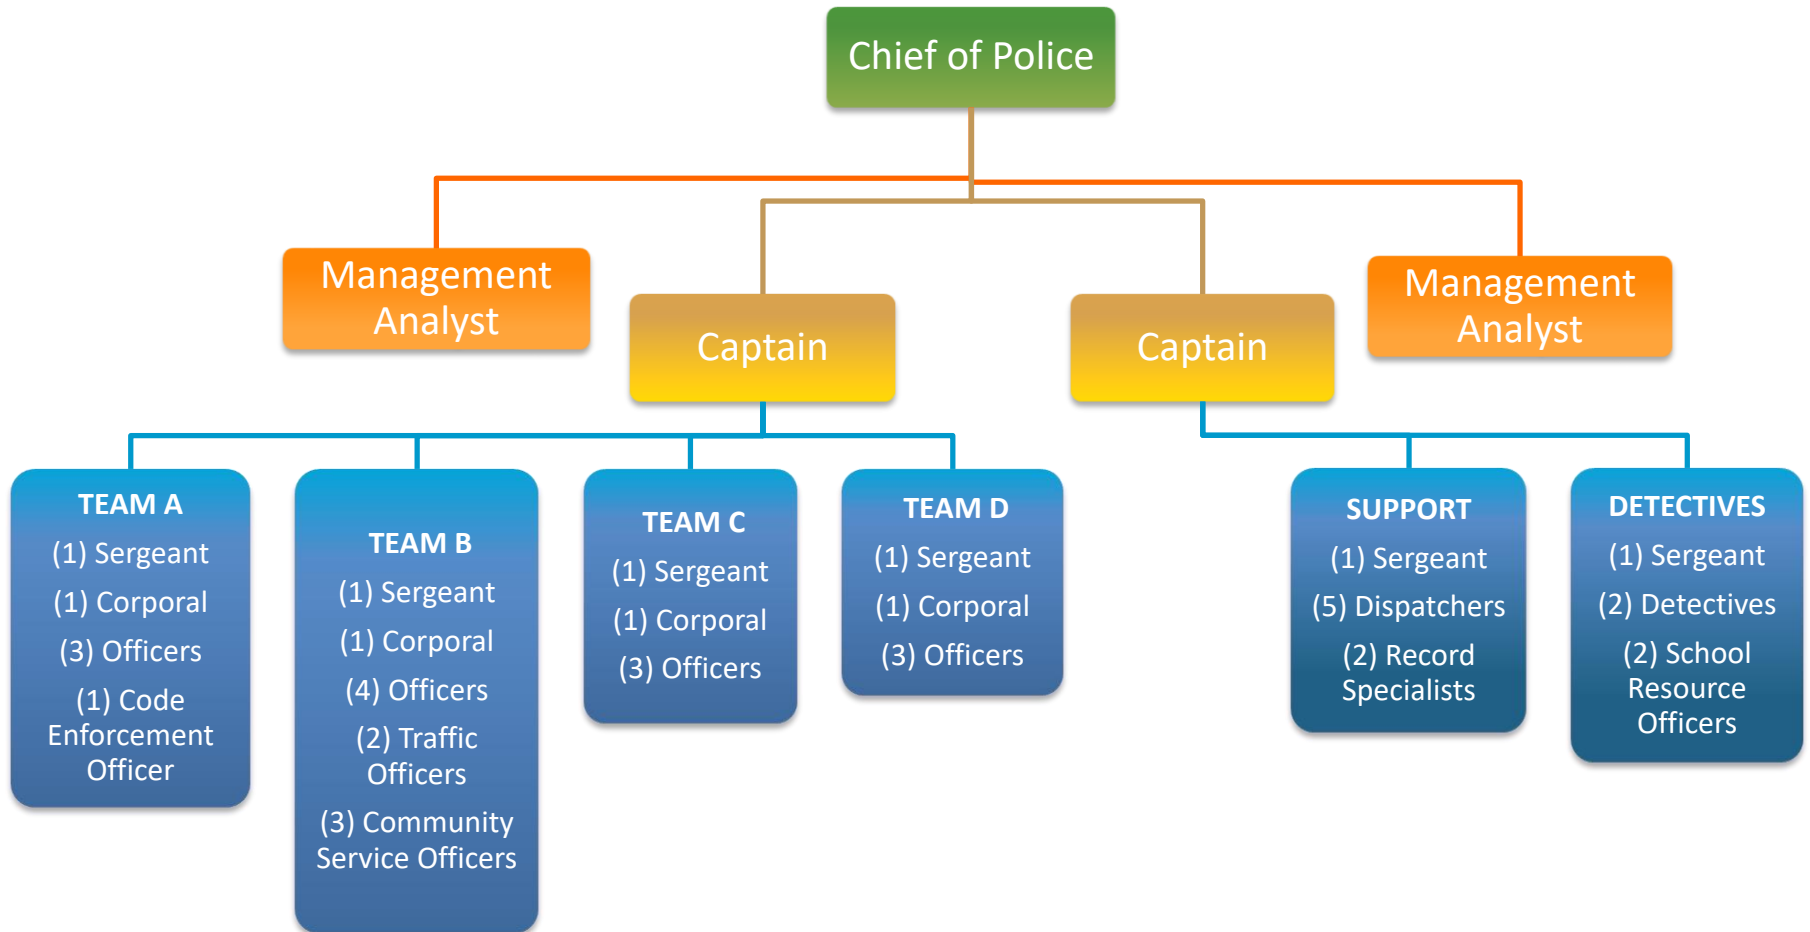 Chief of Police
Management
Analyst
Captain
Captain
Management
Analyst
TEAM A
(1) Sergeant
(1) Corporal
(3) Officers
(1) Code
Enforcement
Officer
TEAM B
(1) Sergeant
(1) Corporal
(4) Officers
(2) Traffic
Officers
(3) Community
Service Officers
TEAM C
(1) Sergeant
(1) Corporal
(3) Officers
TEAM D
(1) Sergeant
(1) Corporal
(3) Officers
SUPPORT
(1) Sergeant
(5) Dispatchers
(2) Record
Specialists
DETECTIVES
(1) Sergeant
(2) Detectives
(2) School
Resource
Officers